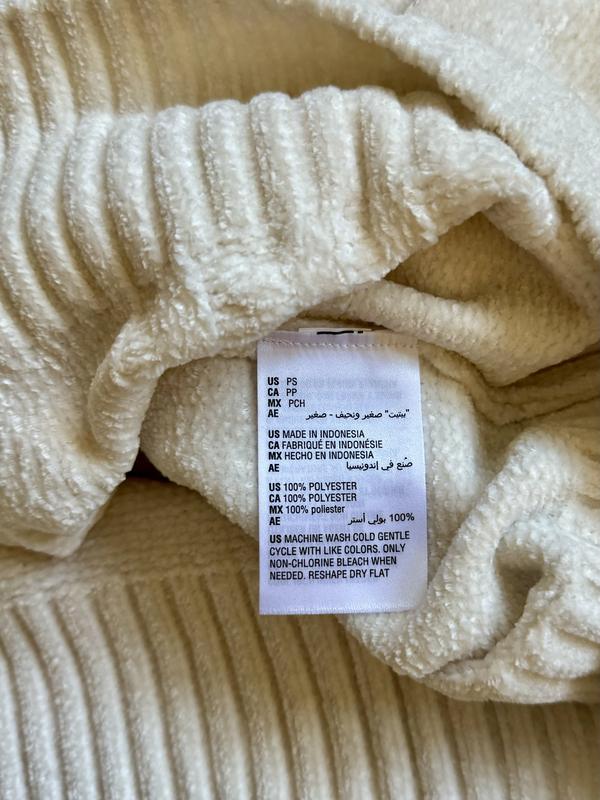 US PS
CA PP
MX PCH
AE "بيتيت" صغير ونحيف - صغير
US MADE IN INDONESIA
CA FABRIQUÉ EN INDONÉSIE
MX HECHO EN INDONESIA
AE صُنع في إندونيسيا
US 100% POLYESTER
CA 100% POLYESTER
MX 100% poliester
AE 100% بولي أستر
US MACHINE WASH COLD GENTLE
CYCLE WITH LIKE COLORS. ONLY
NON-CHLORINE BLEACH WHEN
NEEDED. RESHAPE DRY FLAT